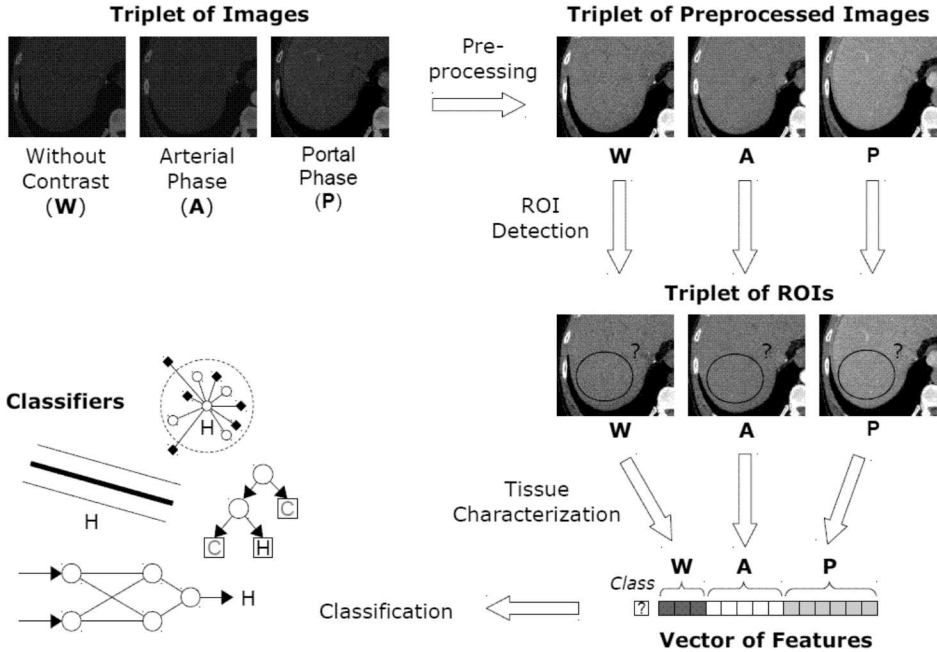 Triplet of Images
Without
Contrast
(W)
Arterial
Phase
(A)
Portal
Phase
(P)
Pre-
processing
Triplet of Preprocessed Images
W A P
ROI
Detection
Triplet of ROIs
? ? ?
W A P
Tissue
Characterization
W A P
Class
?
Vector of Features
Classification
Classifiers
H
H
C
C H
H